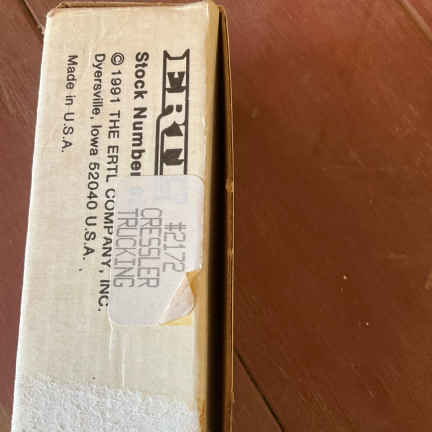 ERTL
Stock Number
© 1991 THE ERTL COMPANY, INC.
Dyersville, Iowa 52040 U.S.A.
Made in U.S.A.
#2172
CRESSLER
TRUCKING